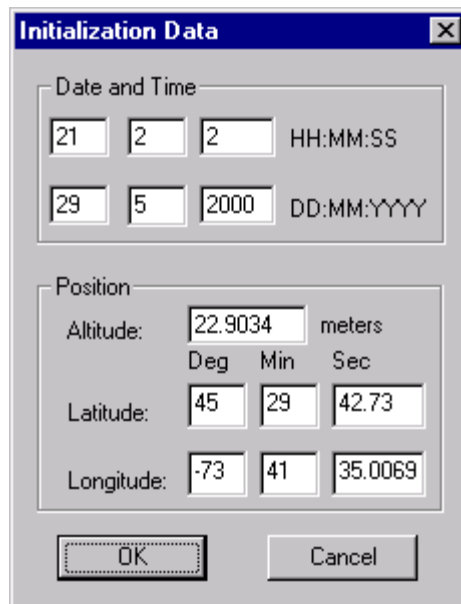 Initialization Data
Date and Time
21 2 2 HH:MM:SS
29 5 2000 DD:MM:YYYY
Position
Altitude: 22.9034 meters
Deg Min Sec
Latitude: 45 29 42.73
Longitude: -73 41 35.0069
OK Cancel